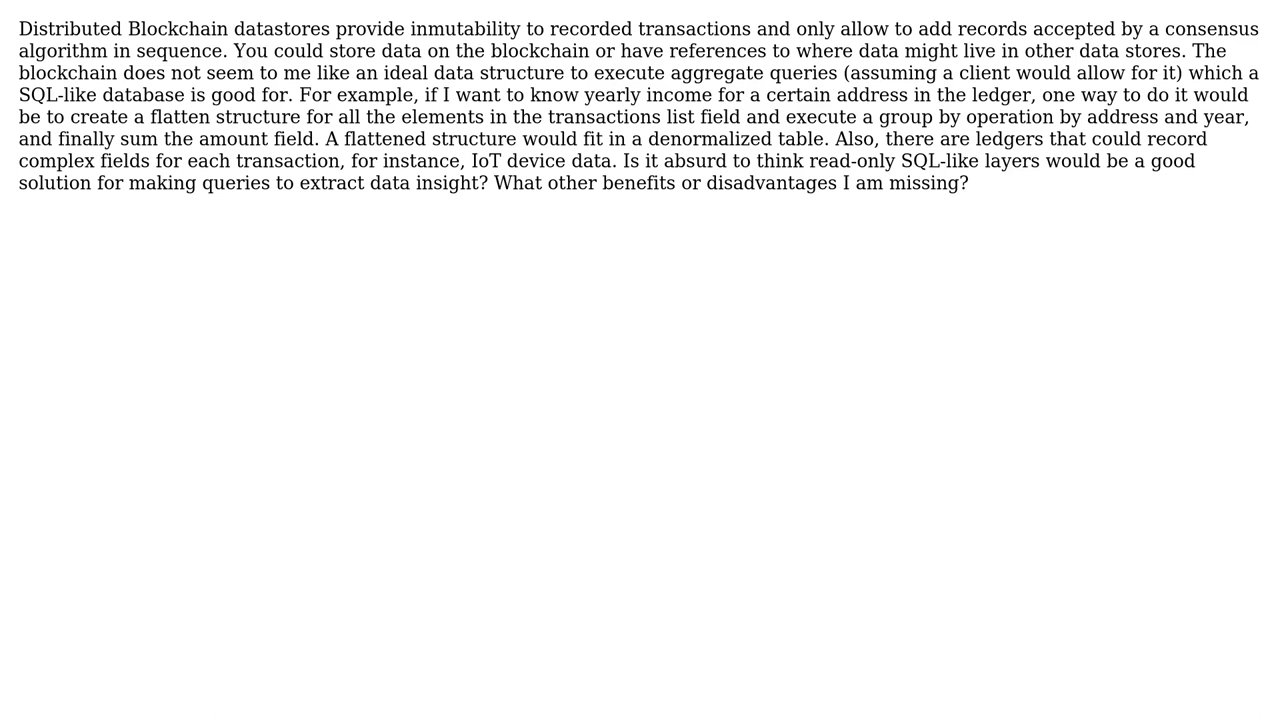 Distributed Blockchain datastores provide inmutability to recorded transactions and only allow to add records accepted by a consensus
algorithm in sequence. You could store data on the blockchain or have references to where data might live in other data stores. The
blockchain does not seem to me like an ideal data structure to execute aggregate queries (assuming a client would allow for it) which a
SQL-like database is good for. For example, if I want to know yearly income for a certain address in the ledger, one way to do it would
be to create a flatten structure for all the elements in the transactions list field and execute a group by operation by address and year,
and finally sum the amount field. A flattened structure would fit in a denormalized table. Also, there are ledgers that could record
complex fields for each transaction, for instance, IoT device data. Is it absurd to think read-only SQL-like layers would be a good
solution for making queries to extract data insight? What other benefits or disadvantages I am missing?